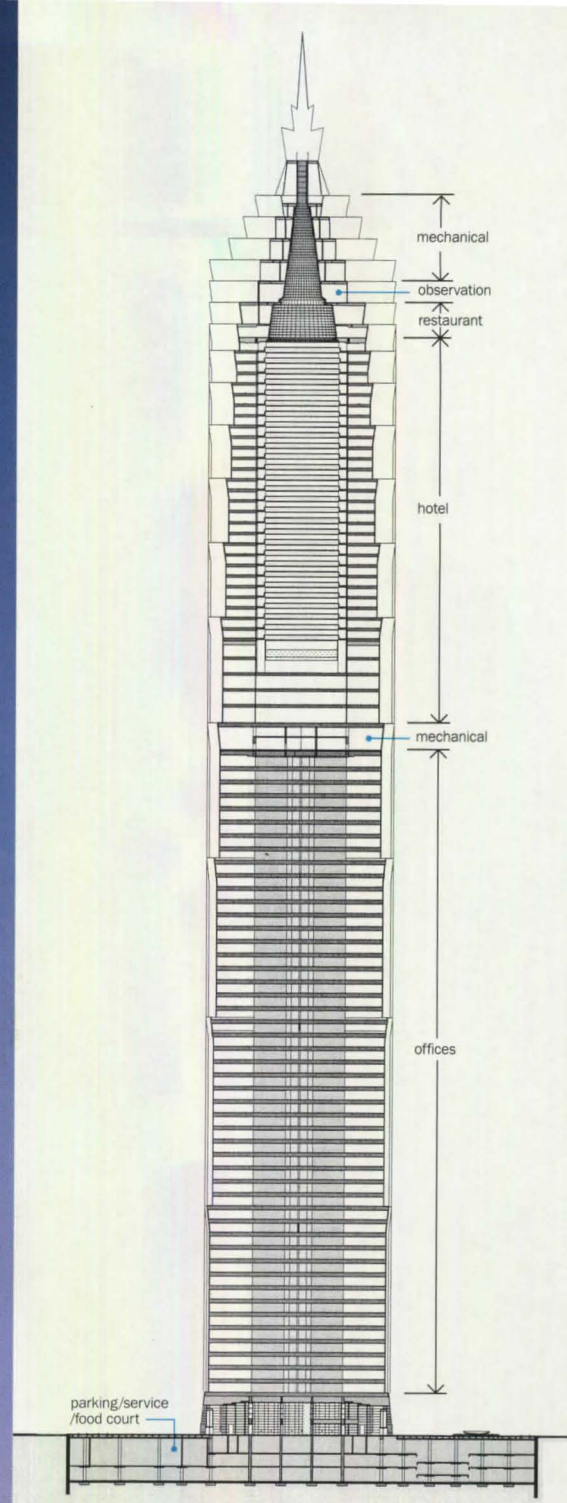 mechanical
observation
restaurant
hotel
mechanical
offices
parking/service
/food court